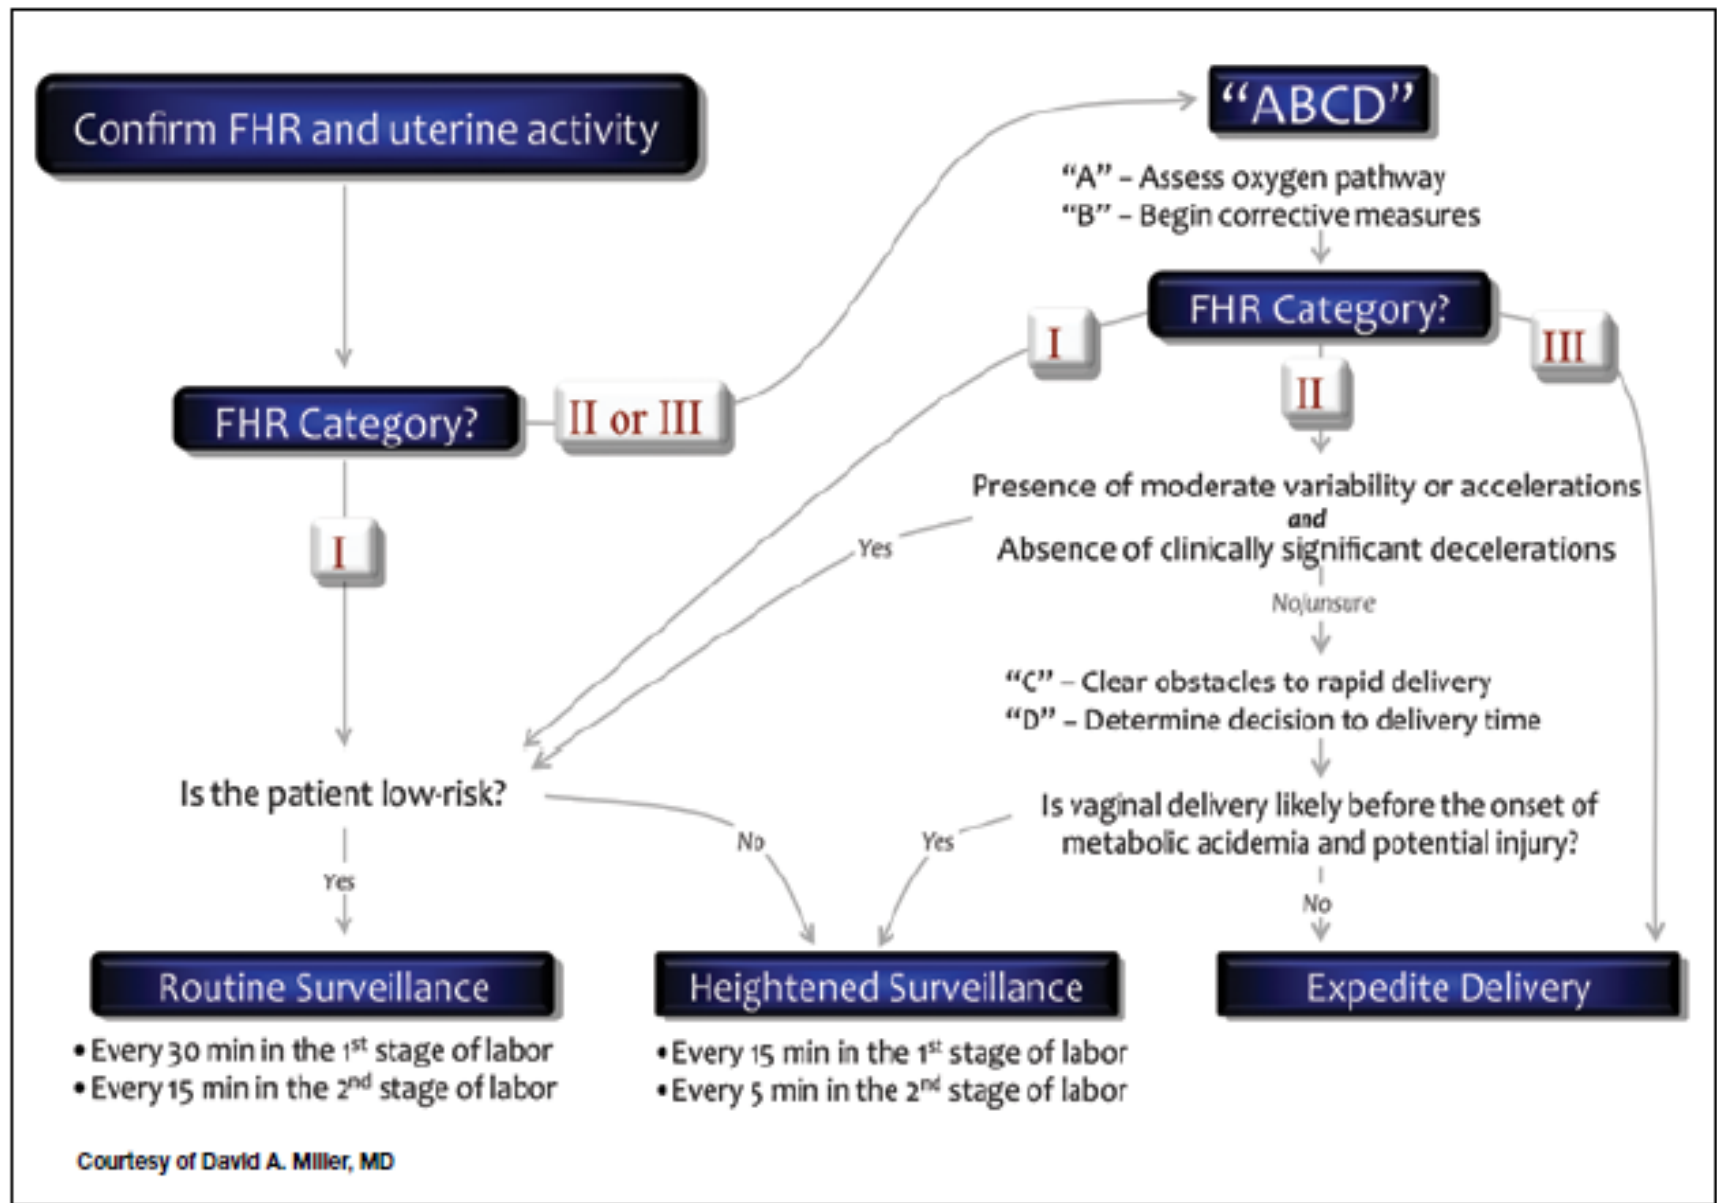 Confirm FHR and uterine activity
FHR Category?
II or III
I
Is the patient low-risk?
Yes
No
Routine Surveillance
• Every 30 min in the 1st stage of labor
• Every 15 min in the 2nd stage of labor
“ABCD”
“A” – Assess oxygen pathway
“B” – Begin corrective measures
FHR Category?
I
II
III
Presence of moderate variability or accelerations
and
Absence of clinically significant decelerations
Yes
No/unsure
“C” – Clear obstacles to rapid delivery
“D” – Determine decision to delivery time
Is vaginal delivery likely before the onset of
metabolic acidemia and potential injury?
Yes
No
Heightened Surveillance
• Every 15 min in the 1st stage of labor
• Every 5 min in the 2nd stage of labor
Expedite Delivery
Courtesy of David A. Miller, MD